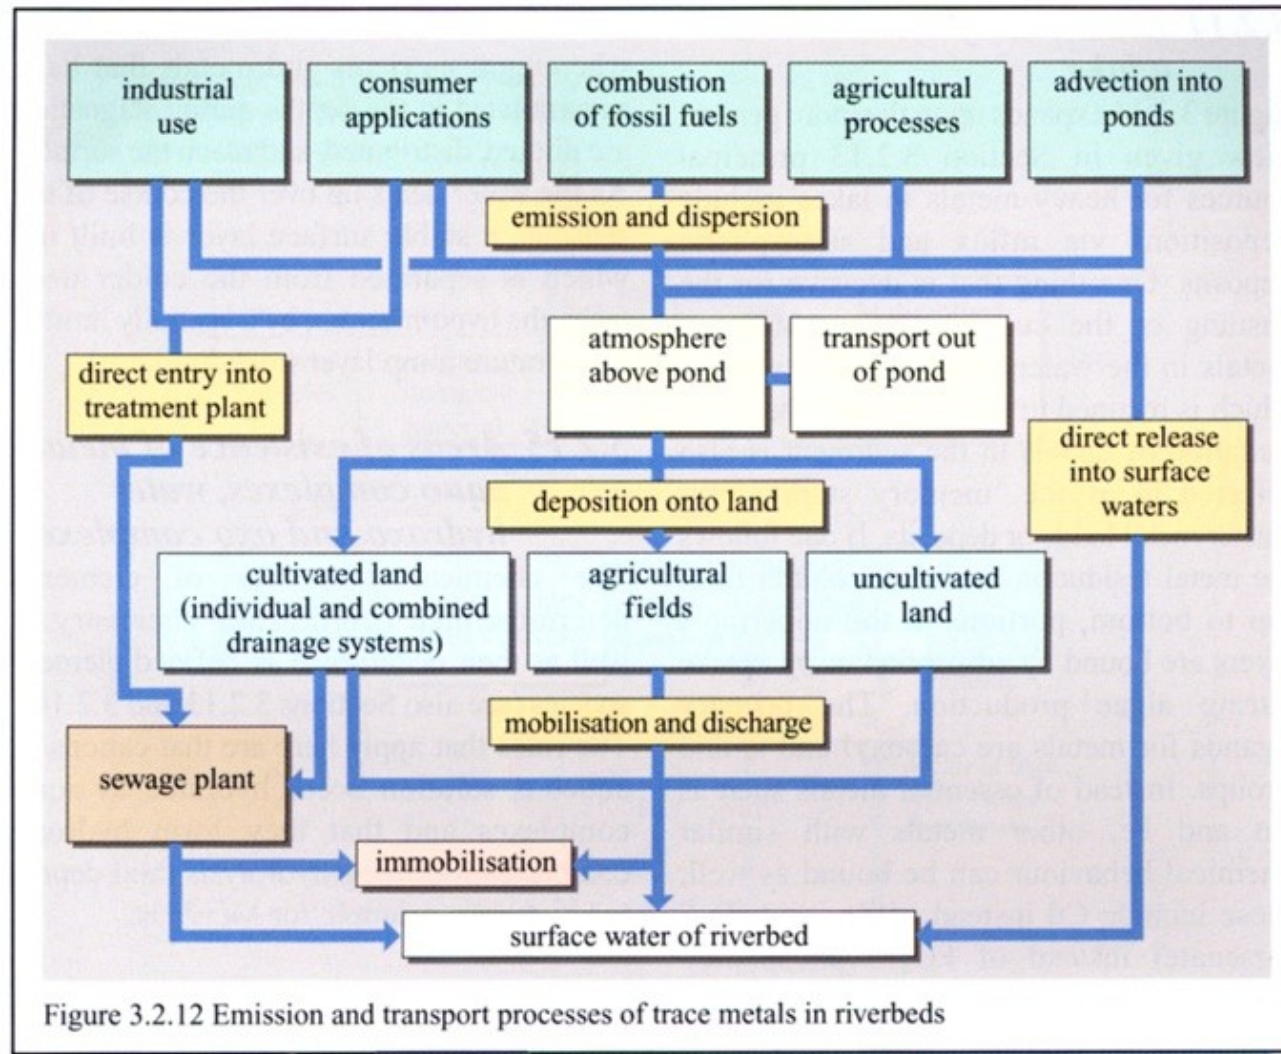 industrial
use
consumer
applications
combustion
of fossil fuels
agricultural
processes
advection into
ponds
emission and dispersion
direct entry into
treatment plant
atmosphere
above pond
transport out
of pond
direct release
into surface
waters
deposition onto land
cultivated land
(individual and combined
drainage systems)
agricultural
fields
uncultivated
land
mobilisation and discharge
sewage plant
immobilisation
surface water of riverbed
Figure 3.2.12 Emission and transport processes of trace metals in riverbeds